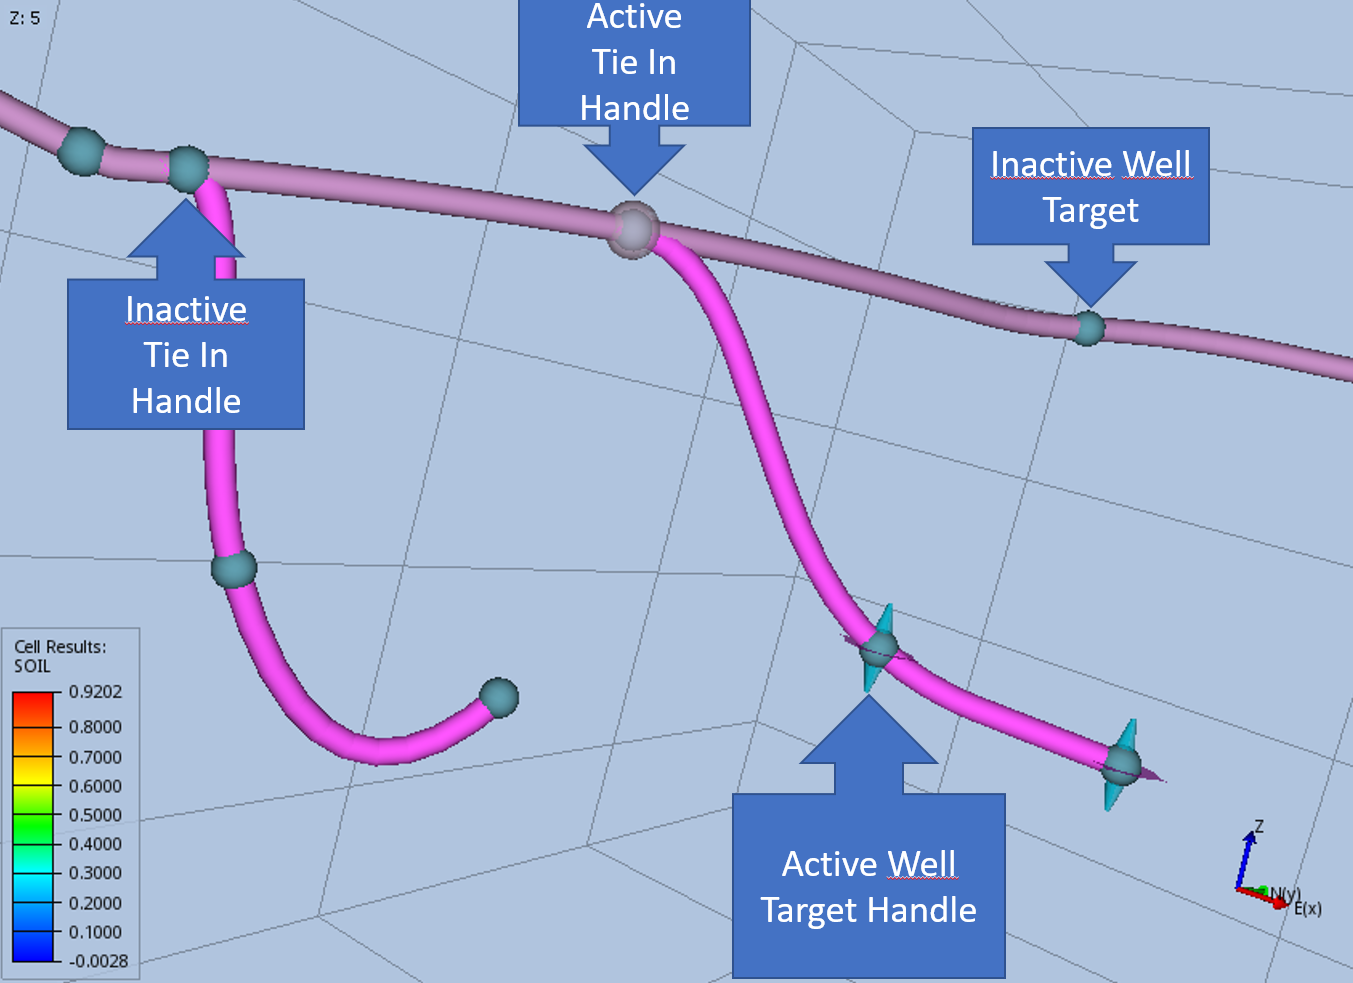 Z: 5
Active
Tie In
Handle
Inactive Well
Target
Inactive
Tie In
Handle
Cell Results:
SOIL
0.9202
0.8000
0.7000
0.6000
0.5000
0.4000
0.3000
0.2000
0.1000
-0.0028
Active Well
Target Handle
Z
N(y)
E(x)